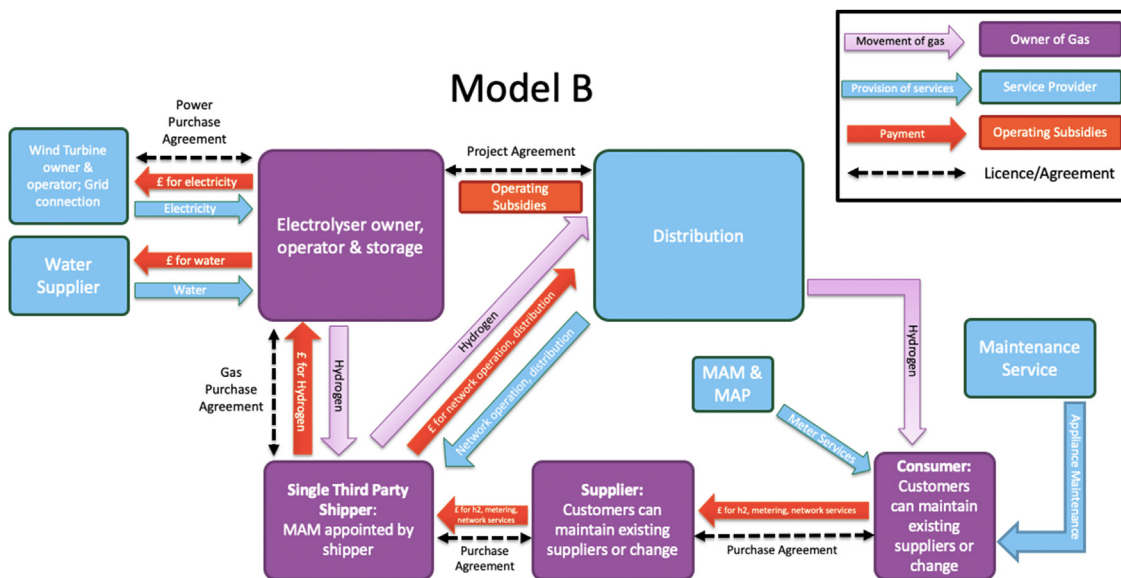 Model B
Movement of gas
Owner of Gas
Provision of services
Service Provider
Payment
Operating Subsidies
Licence/Agreement
Power
Purchase
Agreement
Wind Turbine
owner &
operator; Grid
connection
£ for electricity
Electricity
Water
Supplier
£ for water
Water
Electrolyser owner,
operator & storage
Project Agreement
Operating
Subsidies
Distribution
Gas
Purchase
Agreement
£ for Hydrogen
Hydrogen
Hydrogen
£ for network operation, distribution
Network operation, distribution
Hydrogen
MAM &
MAP
Meter Services
Maintenance
Service
Appliance Maintenance
Single Third Party
Shipper:
MAM appointed by
shipper
£ for h2, metering,
network services
Purchase
Agreement
Supplier:
Customers can
maintain existing
suppliers or change
£ for h2, metering, network services
Purchase Agreement
Consumer:
Customers
can maintain
existing
suppliers or
change